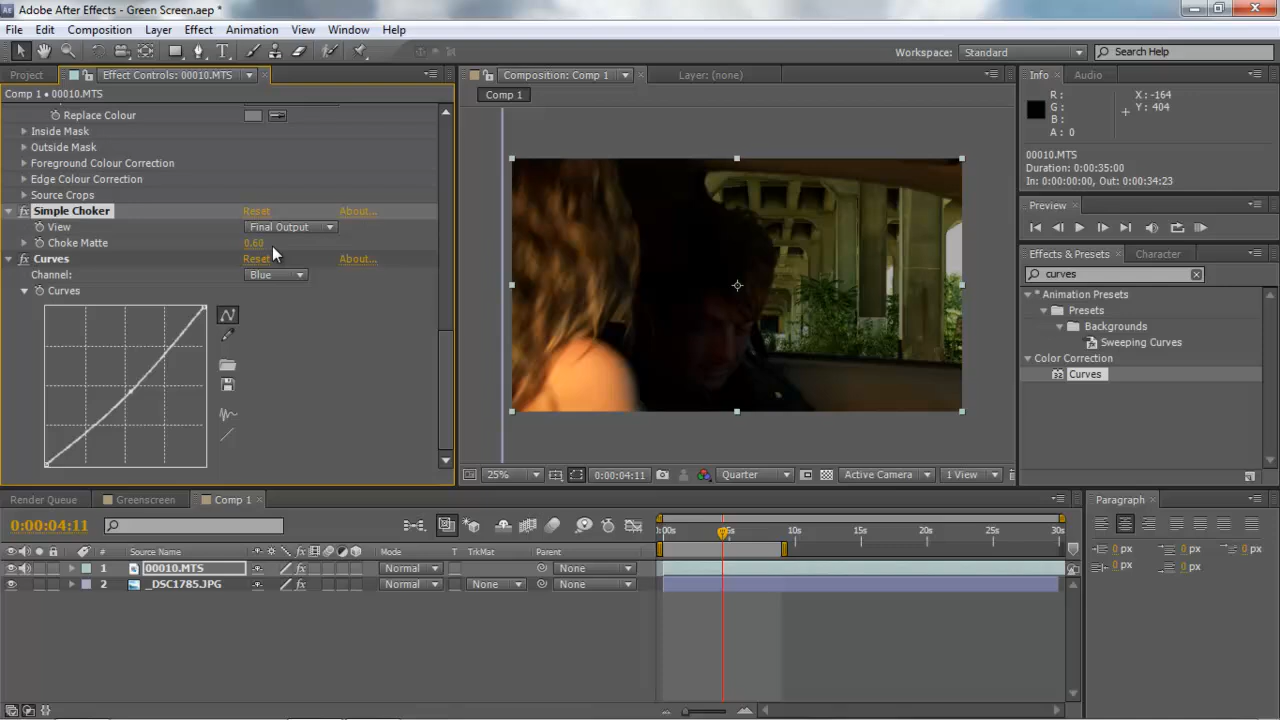 Adobe After Effects - Green Screen.aep *
File Edit Composition Layer Effect Animation View Window Help
Workspace: Standard Search Help
Project Effect Controls: 00010.MTS
Composition: Comp 1 Layer: (none)
Info Audio
Comp 1 • 00010.MTS
Comp 1
R:
G:
B:
A: 0
X: -164
Y: 404
00010.MTS
Duration: 0:00:35:00
In: 0:00:00:00, Out: 0:00:34:23
Replace Colour
Inside Mask
Outside Mask
Foreground Colour Correction
Edge Colour Correction
Source Crops
fx Simple Choker Reset About...
View Final Output
Choke Matte 0.60
fx Curves Reset About...
Channel: Blue
Curves
Preview
Effects & Presets Character
curves
* Animation Presets
Presets
Backgrounds
Sweeping Curves
Color Correction
32 Curves
25% 0:00:04:11 Quarter Active Camera 1 View
Render Queue Greenscreen Comp 1
Paragraph
0:00:04:11
:00s 5s 10s 15s 20s 25s 30s
# Source Name Mode T TrkMat Parent
1 00010.MTS fx Normal None
2 _DSC1785.JPG fx Normal None None
0 px 0 px 0 px
0 px 0 px